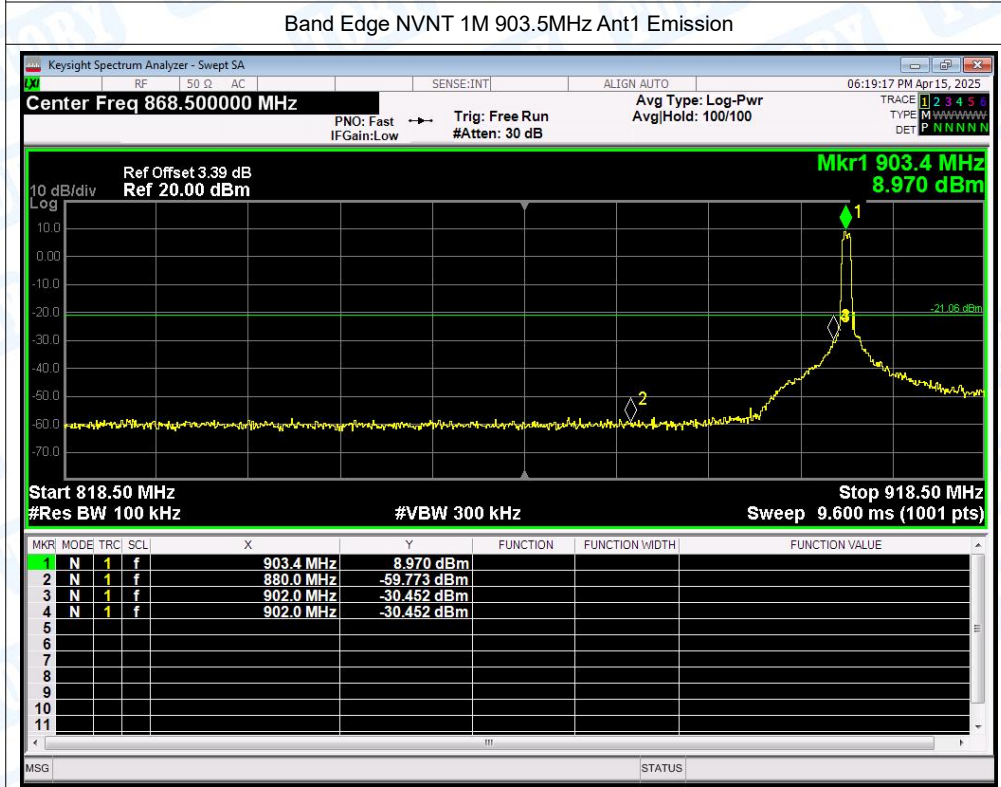 Band Edge NVNT 1M 903.5MHz Ant1 Emission
Keysight Spectrum Analyzer - Swept SA
LXI RF 50 Ω AC SENSE:INT ALIGN AUTO 06:19:17 PM Apr 15, 2025
Center Freq 868.500000 MHz
PNO: Fast
IFGain:Low
Trig: Free Run
#Atten: 30 dB
Avg Type: Log-Pwr
Avg|Hold: 100/100
TRACE 1 2 3 4 5 6
TYPE M WWWWW
DET P N N N N N
Ref Offset 3.39 dB
10 dB/div Ref 20.00 dBm
Log
Mkr1 903.4 MHz
8.970 dBm
1
10.0
0.00
-10.0
-20.0
-21.06 dBm
3
-30.0
-40.0
-50.0
2
-60.0
-70.0
Start 818.50 MHz Stop 918.50 MHz
#Res BW 100 kHz #VBW 300 kHz Sweep 9.600 ms (1001 pts)
MKR MODE TRC SCL X Y FUNCTION FUNCTION WIDTH FUNCTION VALUE
1 N 1 f 903.4 MHz 8.970 dBm
2 N 1 f 880.0 MHz -59.773 dBm
3 N 1 f 902.0 MHz -30.452 dBm
4 N 1 f 902.0 MHz -30.452 dBm
5
6
7
8
9
10
11
MSG STATUS